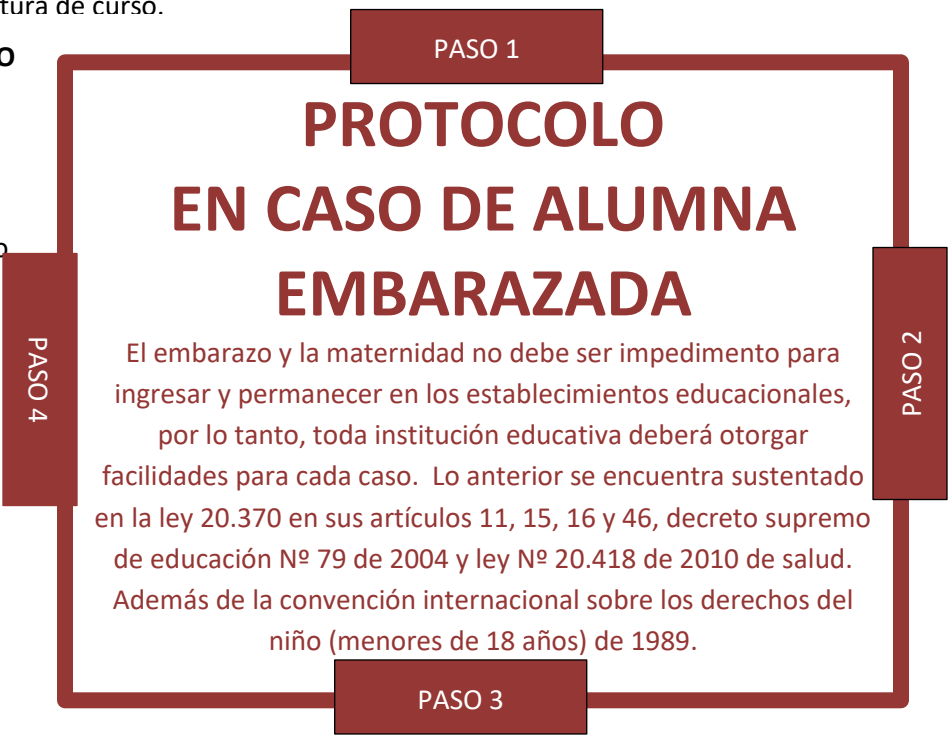 tura de curso.
O
PASO 1
PROTOCOLO
EN CASO DE ALUMNA
EMBARAZADA
El embarazo y la maternidad no debe ser impedimento para
ingresar y permanecer en los establecimientos educacionales,
por lo tanto, toda institución educativa deberá otorgar
facilidades para cada caso.  Lo anterior se encuentra sustentado
en la ley 20.370 en sus artículos 11, 15, 16 y 46, decreto supremo
de educación Nº 79 de 2004 y ley Nº 20.418 de 2010 de salud.
Además de la convención internacional sobre los derechos del
niño (menores de 18 años) de 1989.
PASO 2
PASO 3
PASO 4